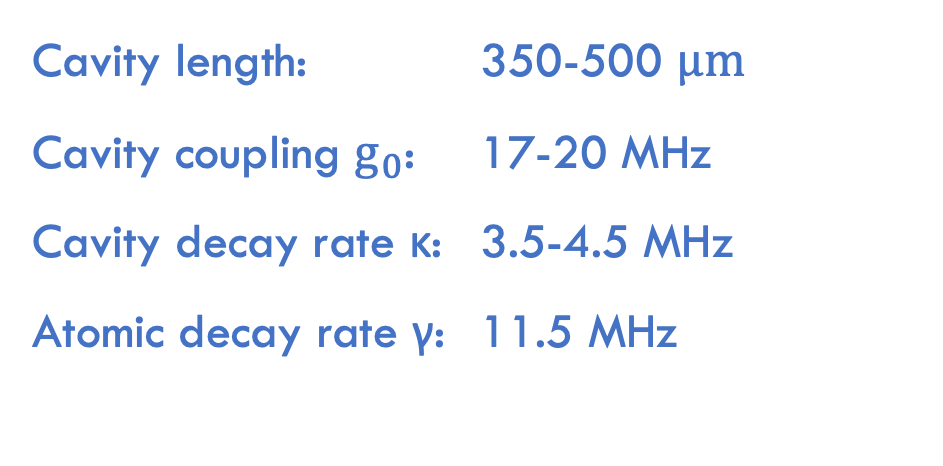 Cavity length: 350-500 μm
Cavity coupling g₀: 17-20 MHz
Cavity decay rate κ: 3.5-4.5 MHz
Atomic decay rate γ: 11.5 MHz